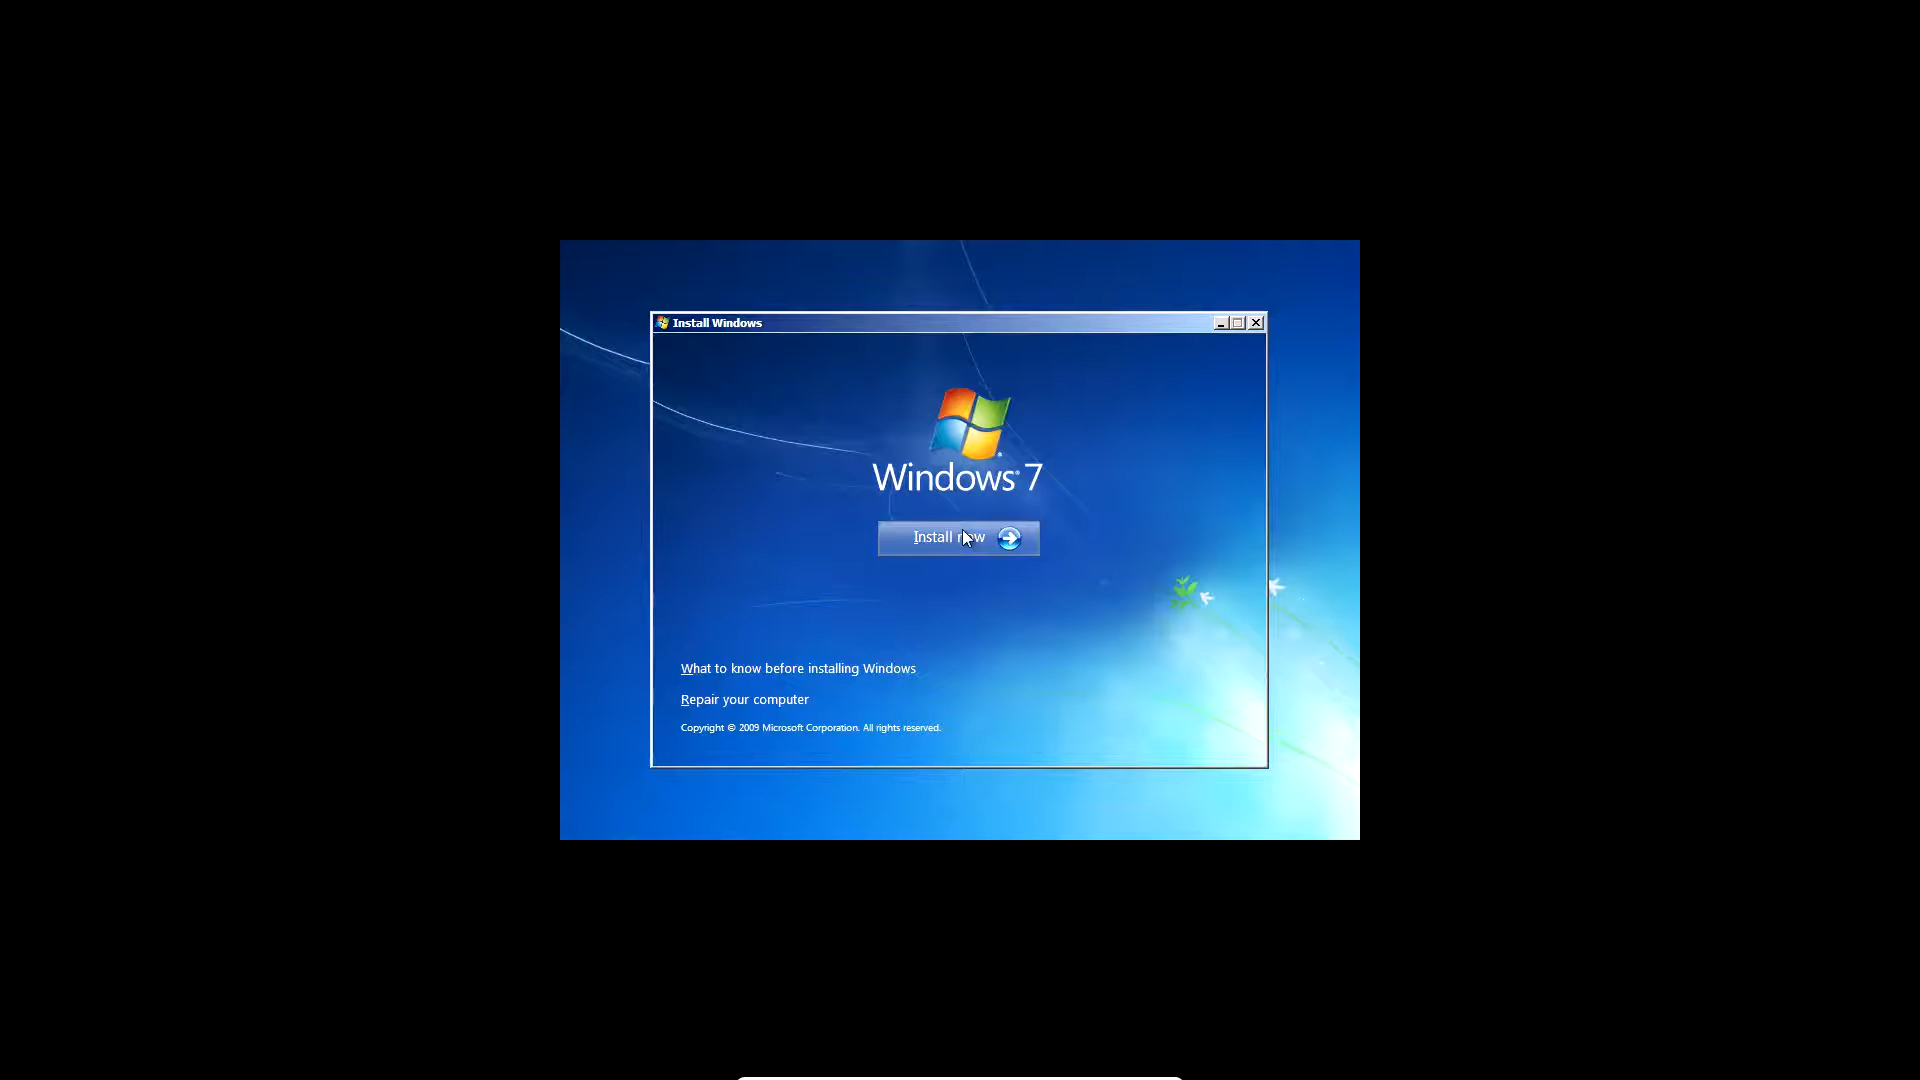 Install Windows
Windows® 7
Install now
What to know before installing Windows
Repair your computer
Copyright © 2009 Microsoft Corporation. All rights reserved.